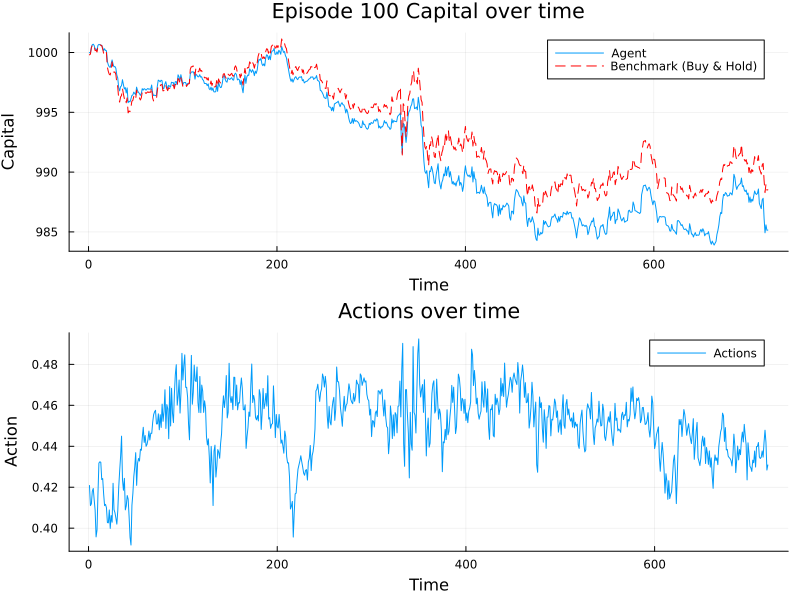 Episode 100 Capital over time
1000
995
990
985
Capital
Agent
Benchmark (Buy & Hold)
0
200
400
600
Time
Actions over time
0.48
0.46
0.44
0.42
0.40
Action
Actions
0
200
400
600
Time